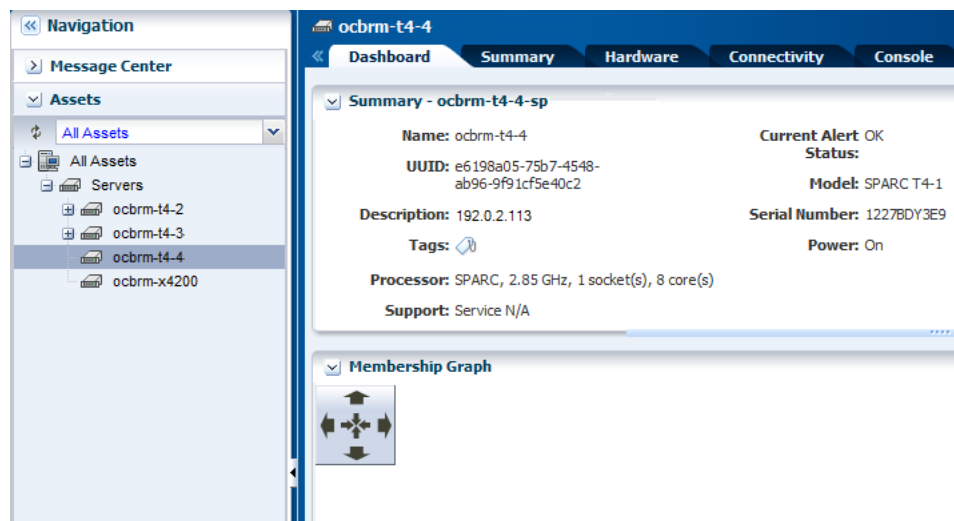 Navigation
Message Center
Assets
All Assets
All Assets
Servers
ocbrm-t4-2
ocbrm-t4-3
ocbrm-t4-4
ocbrm-x4200
ocbrm-t4-4
Dashboard Summary Hardware Connectivity Console
Summary - ocbrm-t4-4-sp
Name: ocbrm-t4-4
UUID: e6198a05-75b7-4548-
ab96-9f91cf5e40c2
Description: 192.0.2.113
Tags:
Processor: SPARC, 2.85 GHz, 1 socket(s), 8 core(s)
Support: Service N/A
Current Alert OK
Status:
Model: SPARC T4-1
Serial Number: 1227BDY3E9
Power: On
Membership Graph